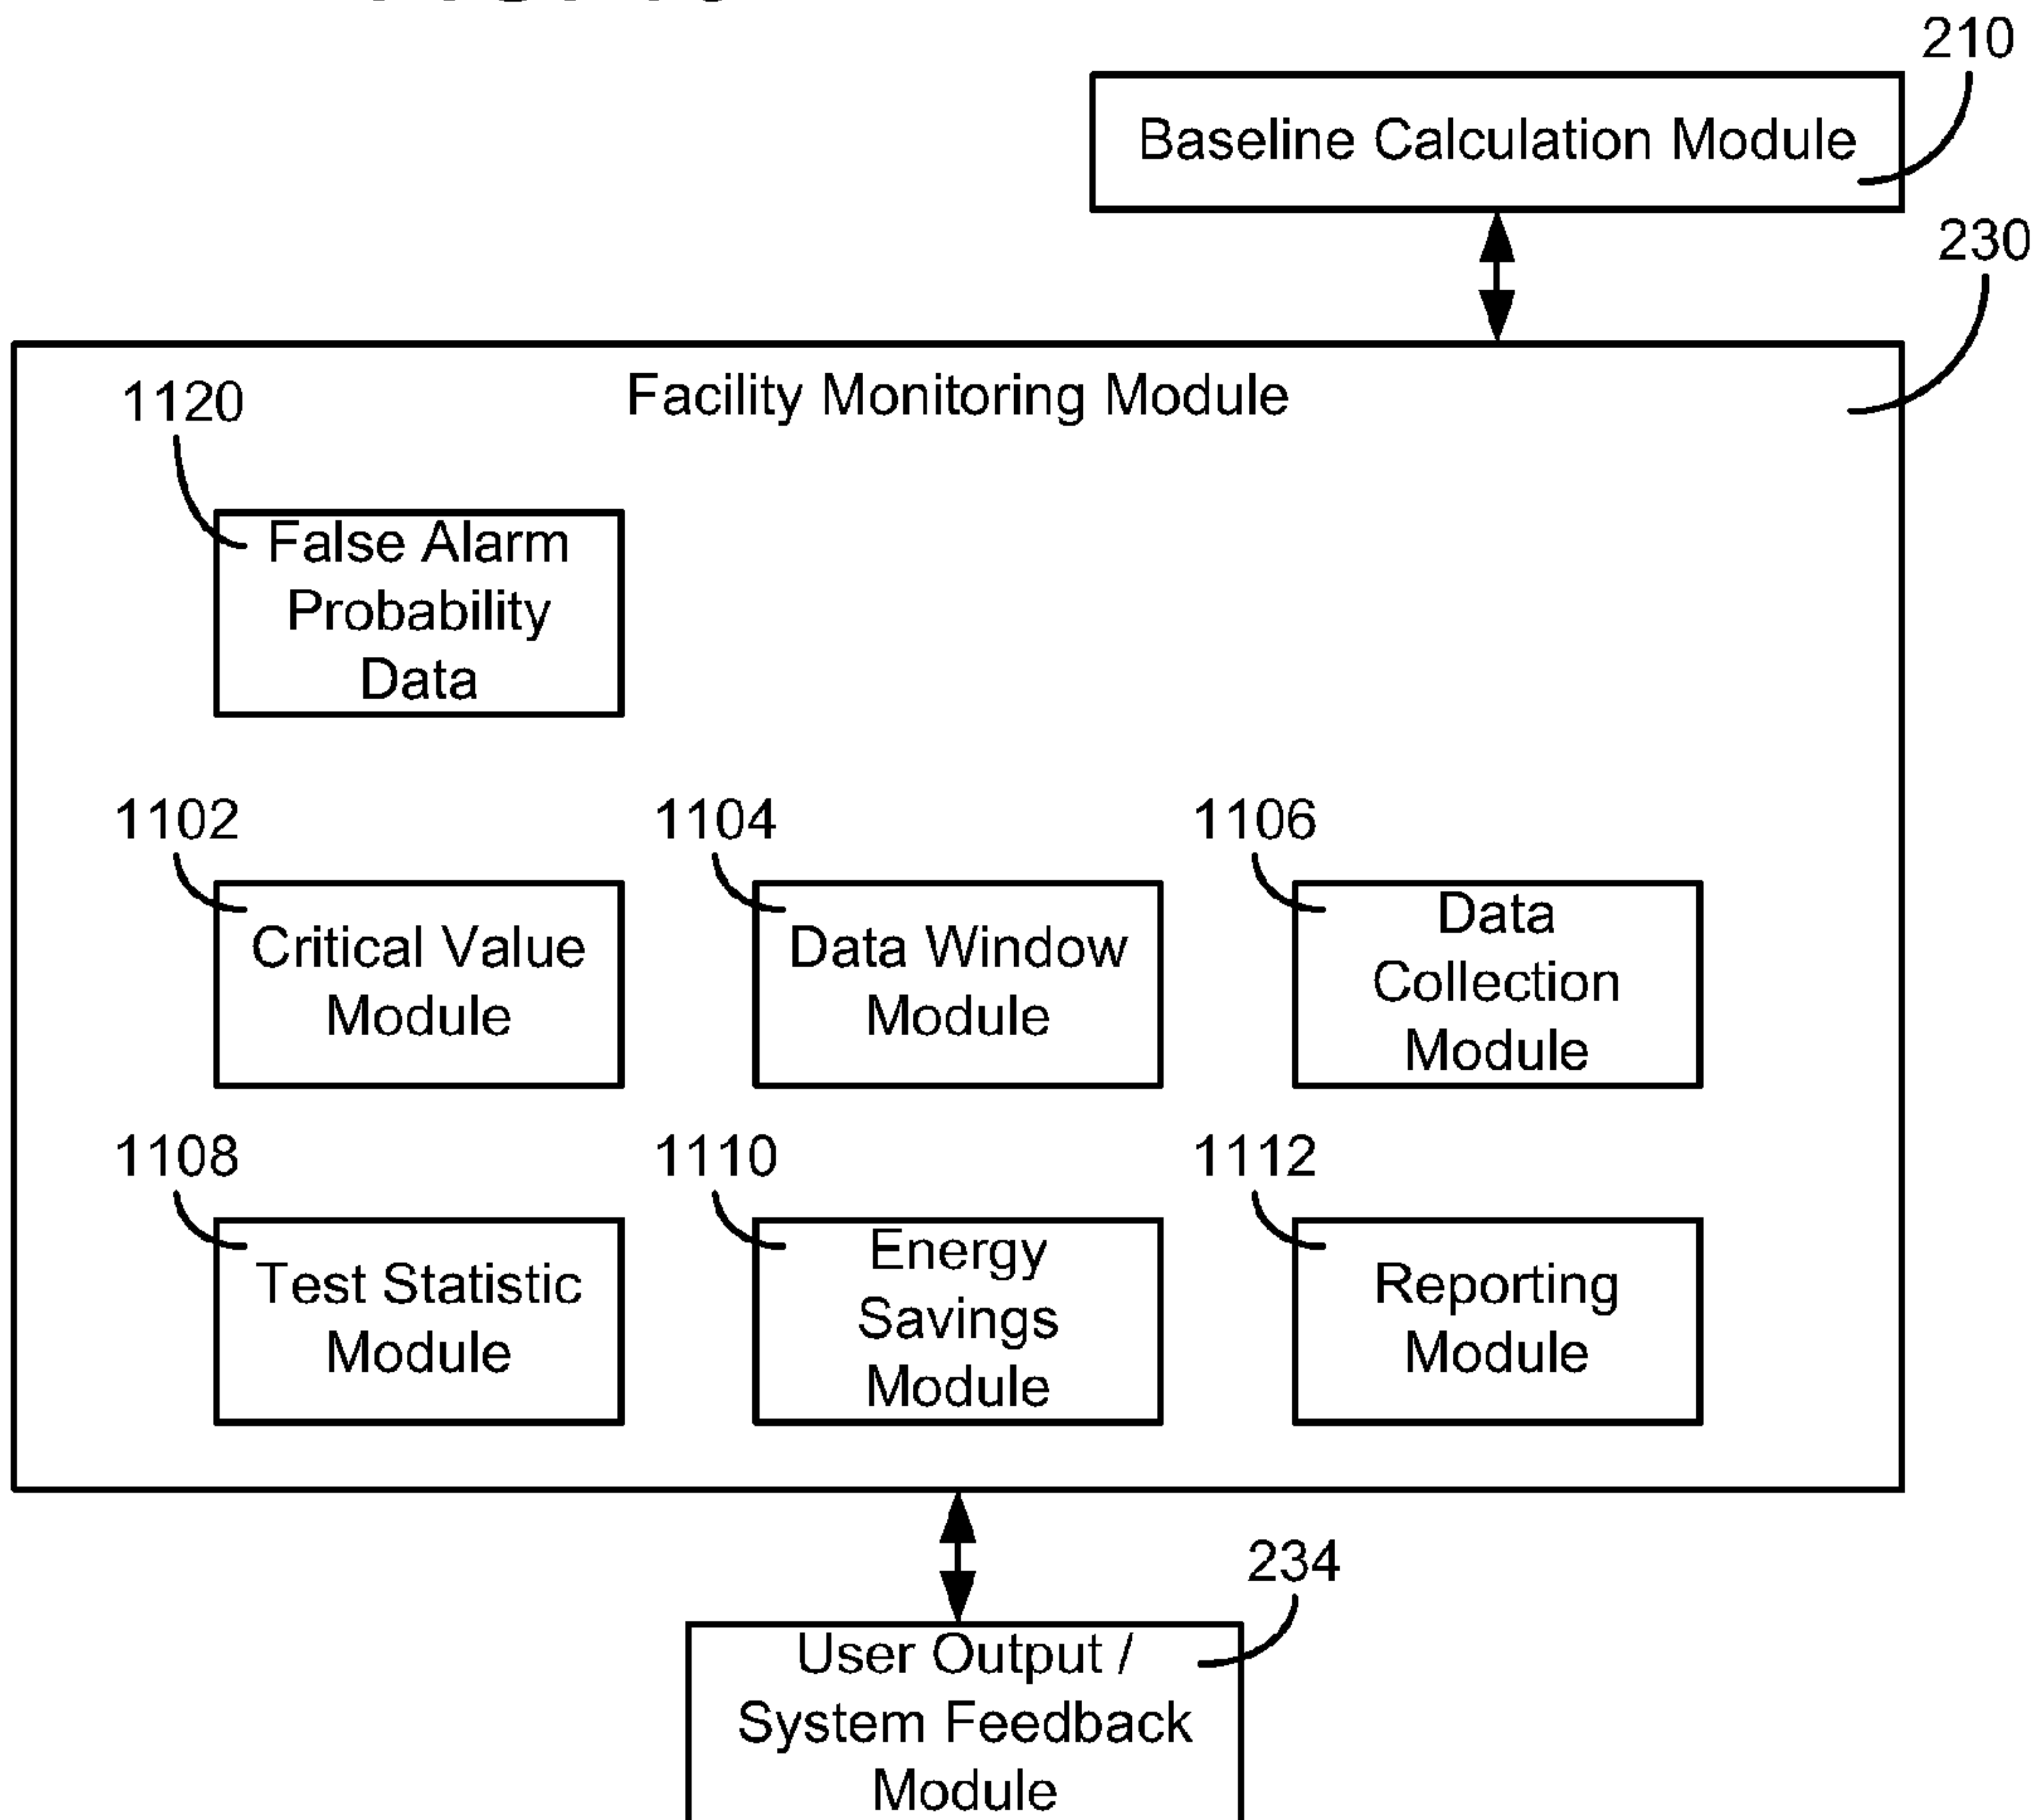 210
Baseline Calculation Module
230
Facility Monitoring Module
1120
False Alarm
Probability
Data
1102
Critical Value
Module
1104
Data Window
Module
1106
Data
Collection
Module
1108
Test Statistic
Module
1110
Energy
Savings
Module
1112
Reporting
Module
234
User Output /
System Feedback
Module